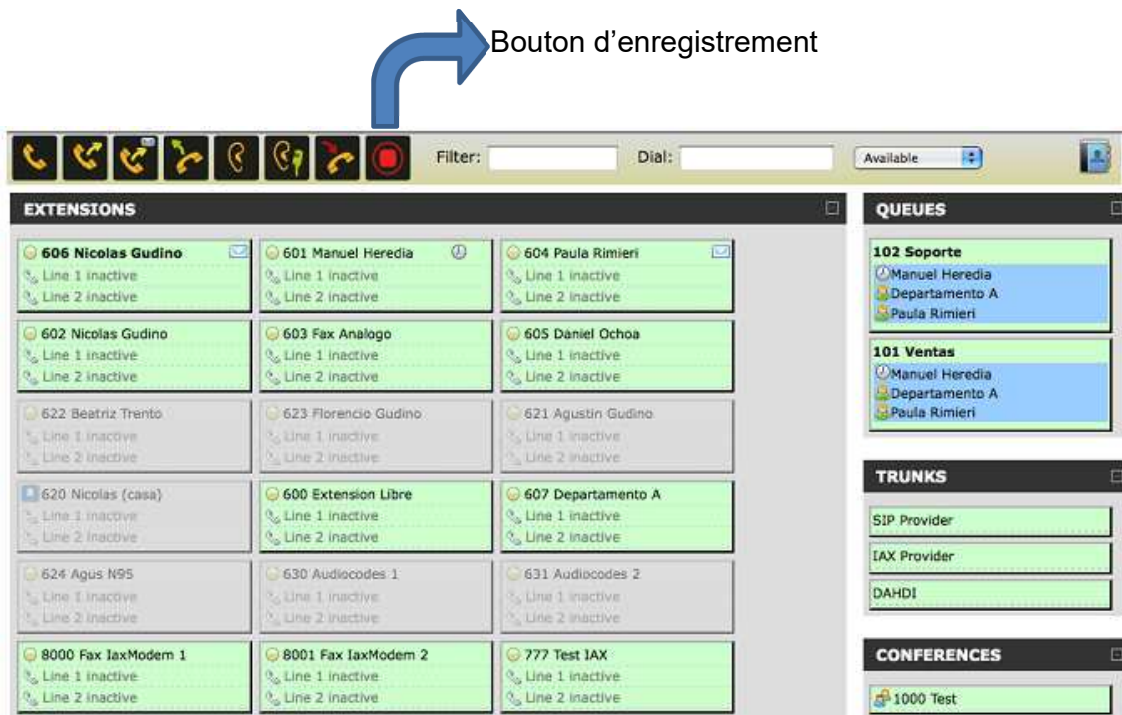 Bouton d'enregistrement
Filter: Dial: Available
EXTENSIONS
606 Nicolas Gudino
Line 1 inactive
Line 2 inactive
601 Manuel Heredia
Line 1 inactive
Line 2 inactive
604 Paula Rimieri
Line 1 inactive
Line 2 inactive
602 Nicolas Gudino
Line 1 inactive
Line 2 inactive
603 Fax Analogo
Line 1 inactive
Line 2 inactive
605 Daniel Ochoa
Line 1 inactive
Line 2 inactive
622 Beatriz Trento
Line 1 inactive
Line 2 inactive
623 Florencio Gudino
Line 1 inactive
Line 2 inactive
621 Agustin Gudino
Line 1 inactive
Line 2 inactive
620 Nicolas (casa)
Line 1 inactive
Line 2 inactive
600 Extension Libre
Line 1 inactive
Line 2 inactive
607 Departamento A
Line 1 inactive
Line 2 inactive
624 Agus N95
Line 1 inactive
Line 2 inactive
630 Audiocodes 1
Line 1 inactive
Line 2 inactive
631 Audiocodes 2
Line 1 inactive
Line 2 inactive
8000 Fax IaxModem 1
Line 1 inactive
Line 2 inactive
8001 Fax IaxModem 2
Line 1 inactive
Line 2 inactive
777 Test IAX
Line 1 inactive
Line 2 inactive
QUEUES
102 Soporte
Manuel Heredia
Departamento A
Paula Rimieri
101 Ventas
Manuel Heredia
Departamento A
Paula Rimieri
TRUNKS
SIP Provider
IAX Provider
DAHDI
CONFERENCES
1000 Test